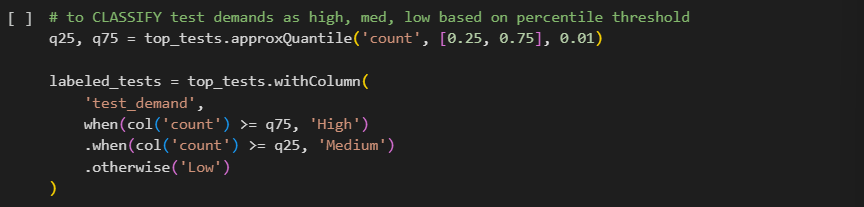 [ ] # to CLASSIFY test demands as high, med, low based on percentile threshold
q25, q75 = top_tests.approxQuantile('count', [0.25, 0.75], 0.01)

labeled_tests = top_tests.withColumn(
    'test_demand',
    when(col('count') >= q75, 'High')
    .when(col('count') >= q25, 'Medium')
    .otherwise('Low')
)